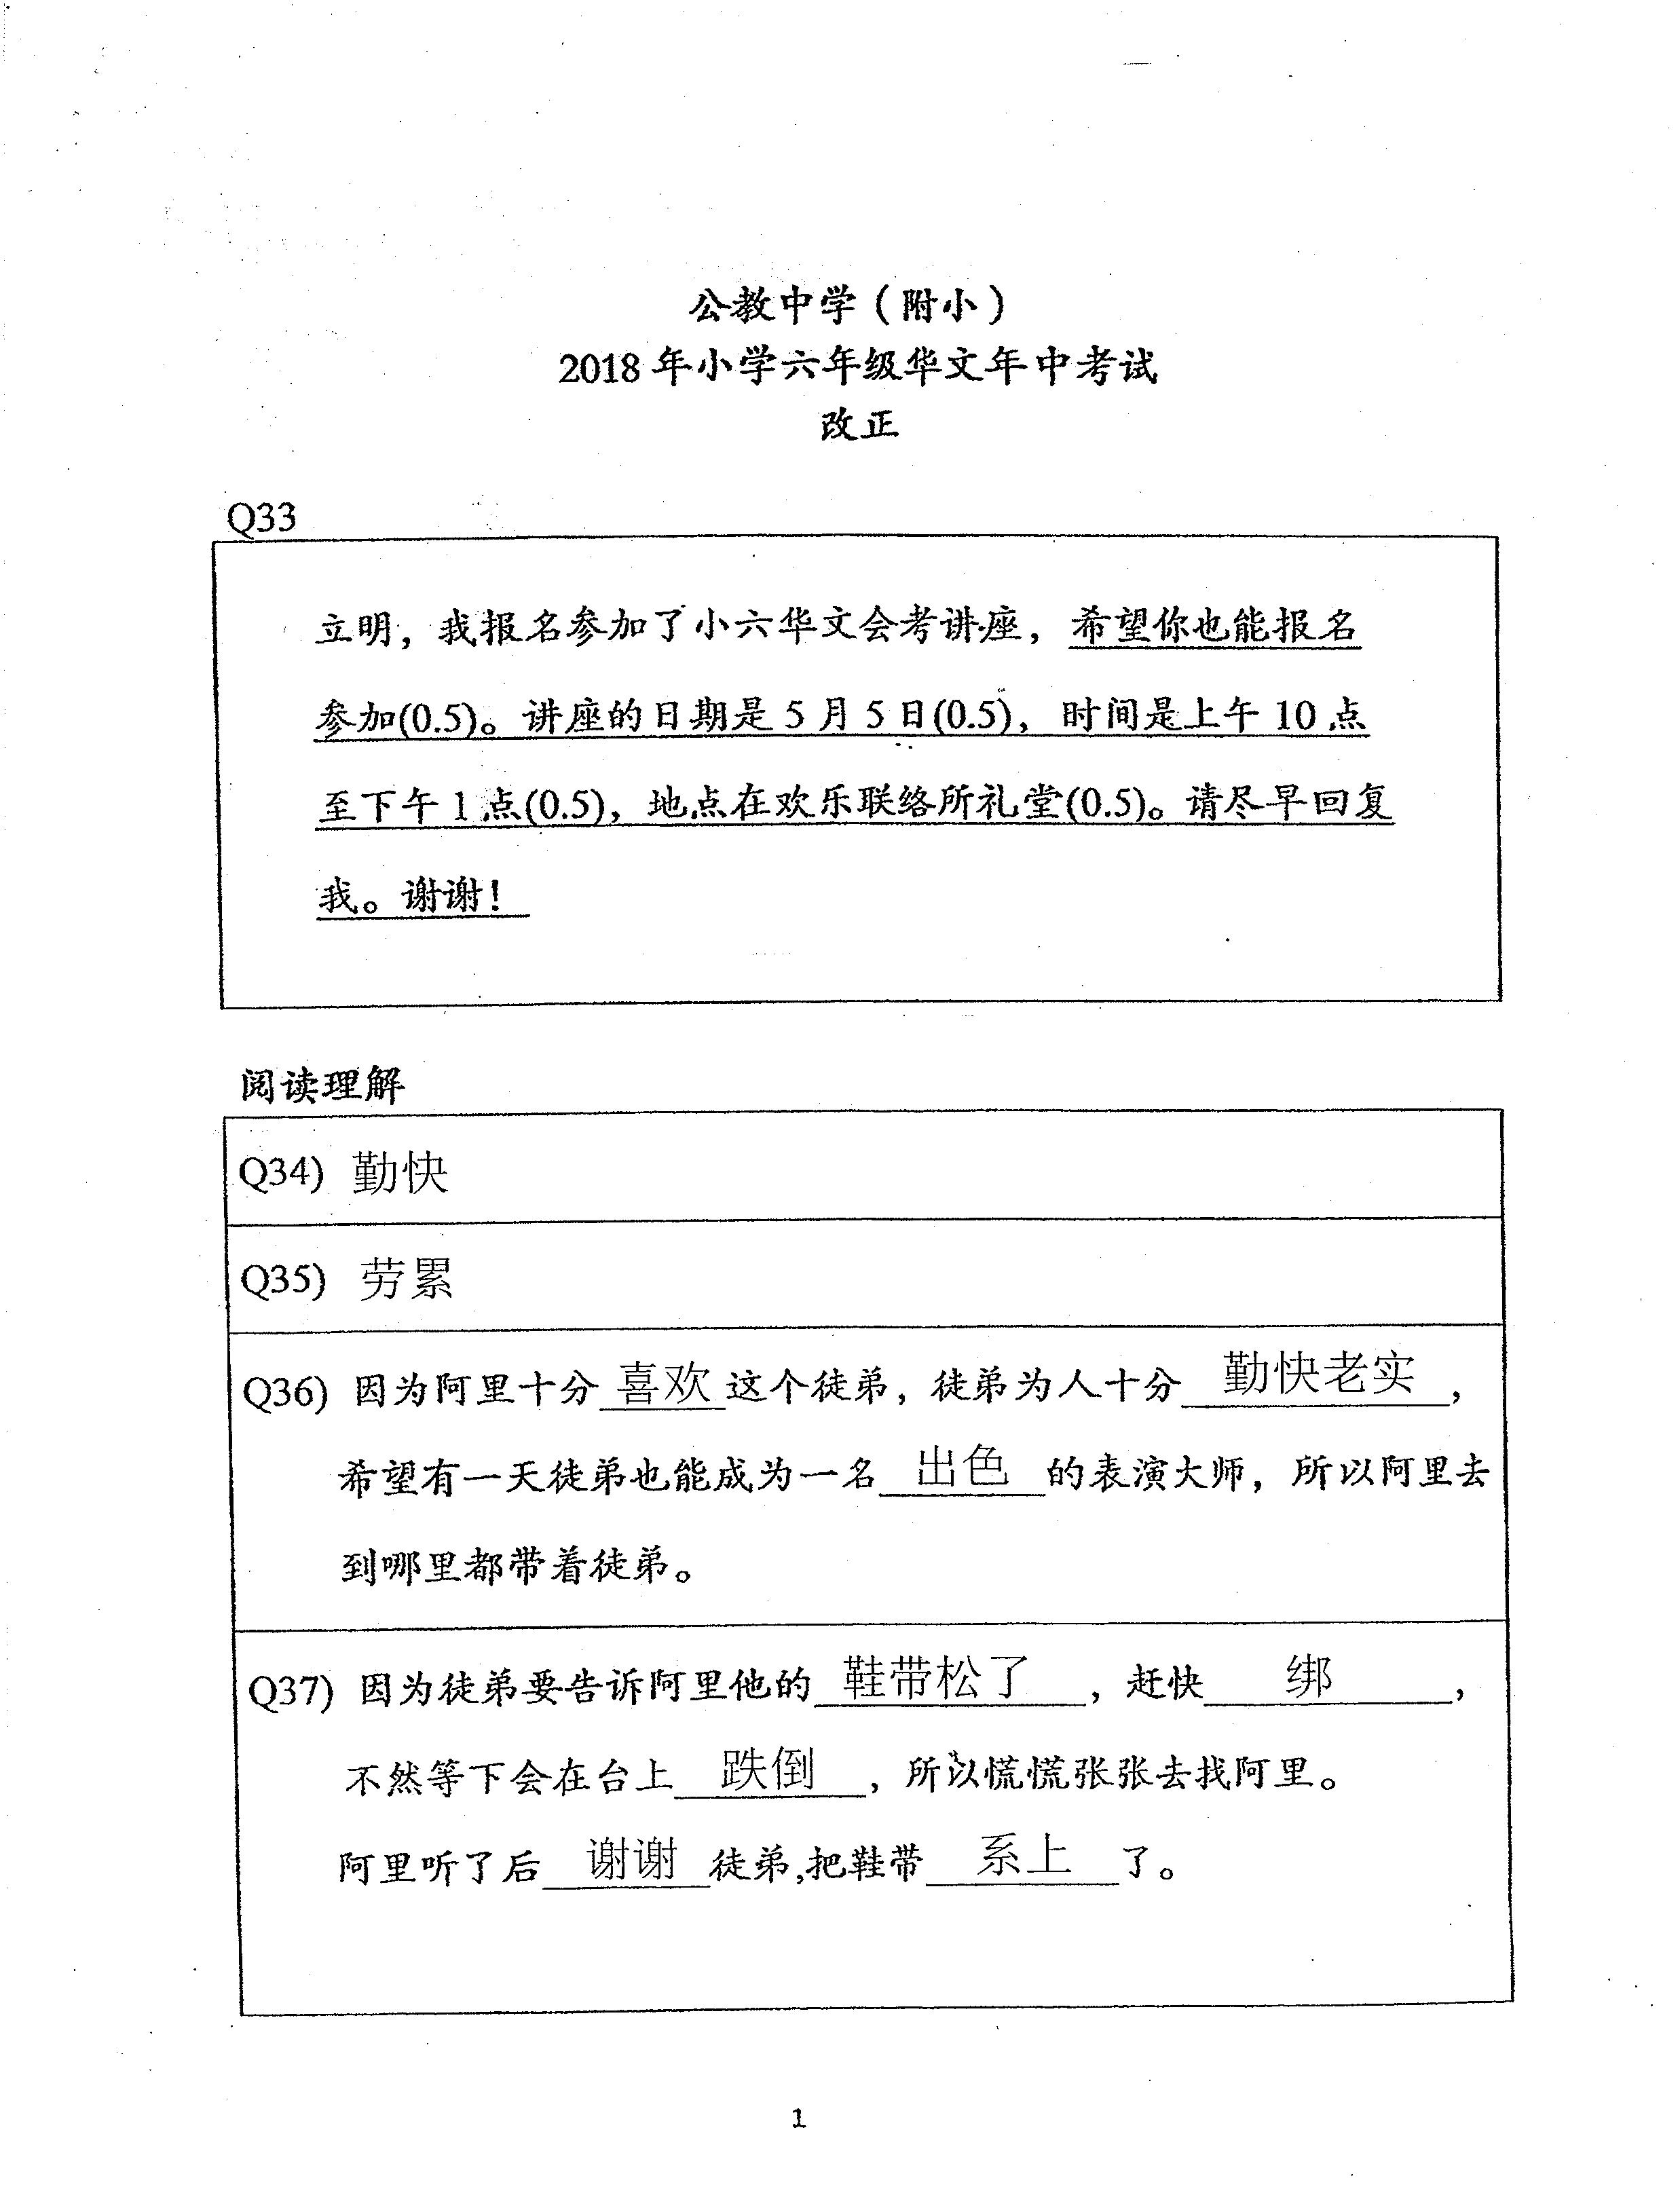 公教中学（附小）
2018年小学六年级华文年中考试
改正
Q33
立明，我报名参加了小六华文会考讲座，希望你也能报名
参加(0.5)。讲座的日期是5月5日(0.5)，时间是上午10点
至下午1点(0.5)，地点在欢乐联络所礼堂(0.5)。请尽早回复
我。谢谢！
阅读理解
Q34) 勤快
Q35) 劳累
Q36) 因为阿里十分喜欢这个徒弟，徒弟为人十分勤快老实，
希望有一天徒弟也能成为一名出色的表演大师，所以阿里去
到哪里都带着徒弟。
Q37) 因为徒弟要告诉阿里他的鞋带松了，赶快绑，
不然等下会在台上跌倒，所以慌慌张张去找阿里。
阿里听了后谢谢徒弟,把鞋带系上了。
1